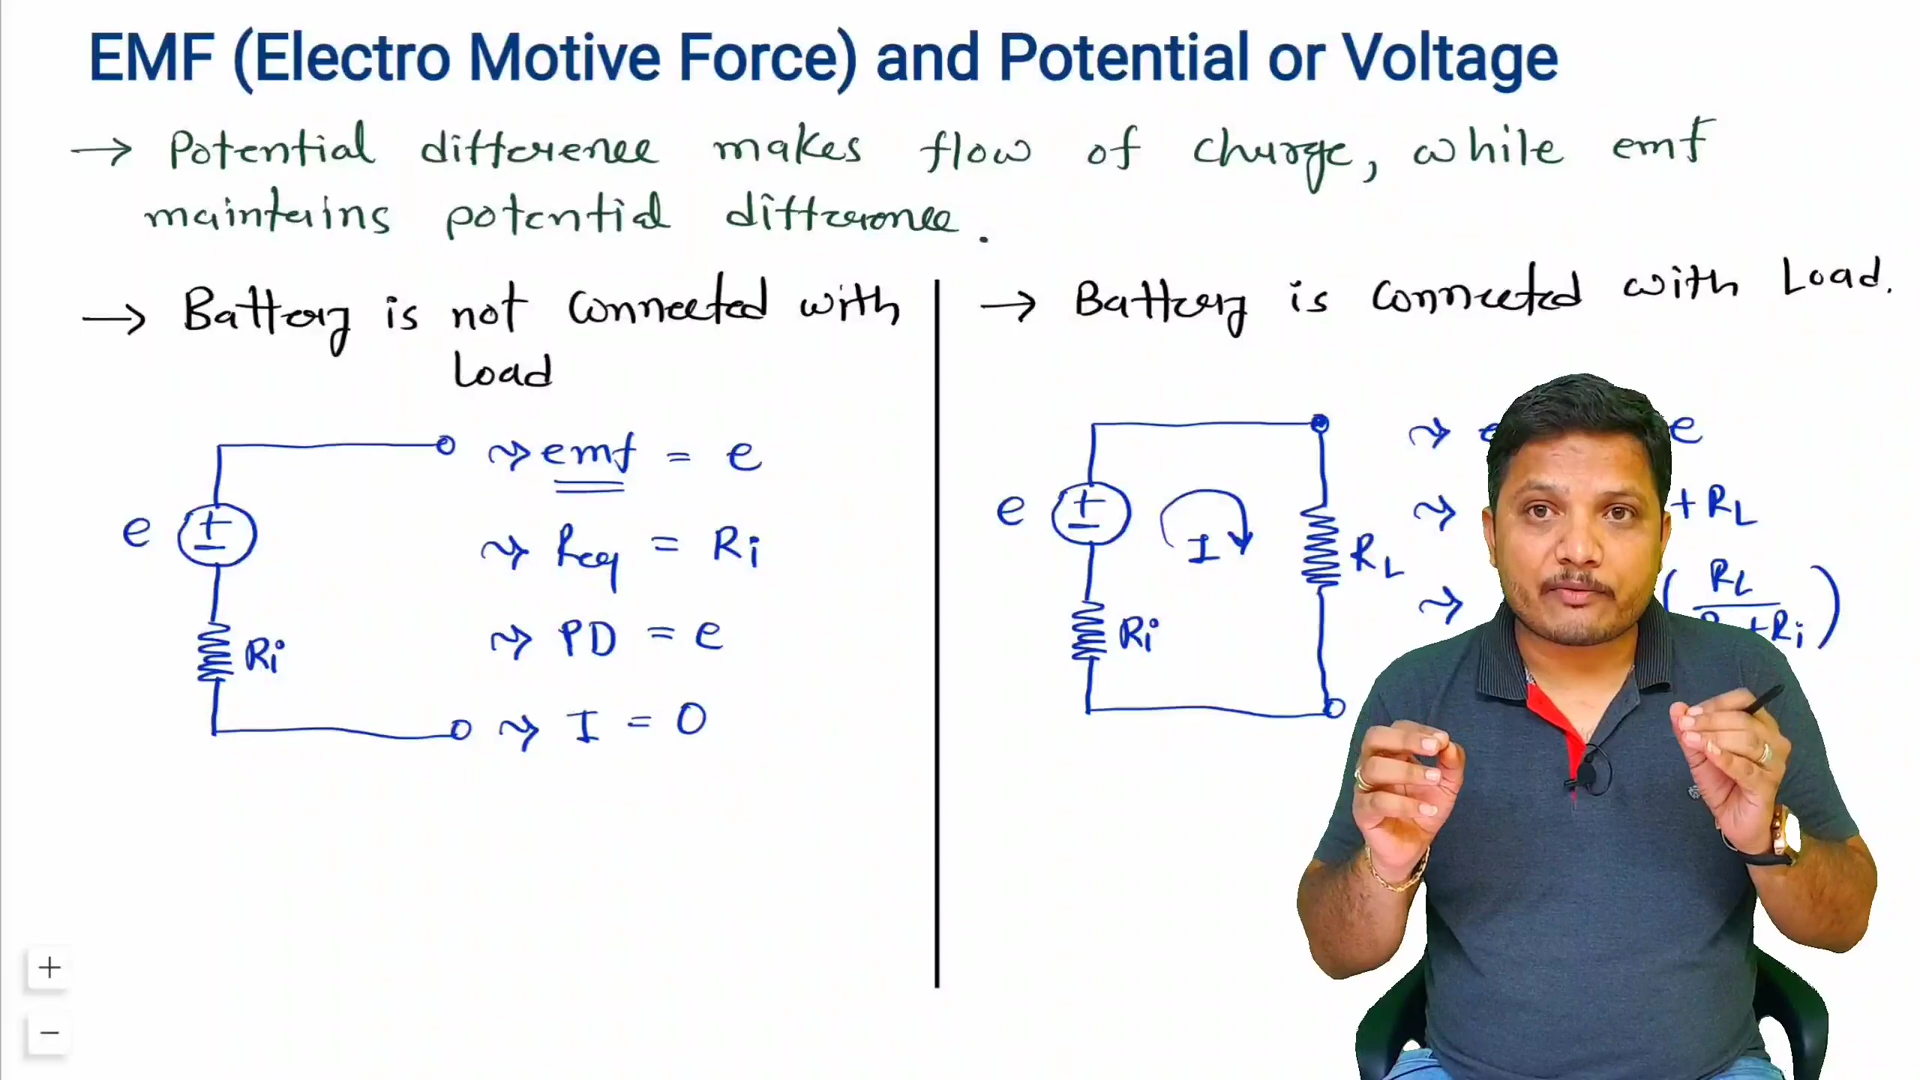 EMF (Electro Motive Force) and Potential or Voltage
→ Potential difference makes flow of charge, while emf
maintains potential difference.
→ Battery is not connected with
Load
e
+
−
Ri
⤳ emf = e
⤳ Req = Ri
⤳ PD = e
⤳ I = 0
→ Battery is connected with Load.
e
+
−
I
Ri
RL
⤳ e
⤳ + RL
⤳ ( RL
+Ri )
+
−